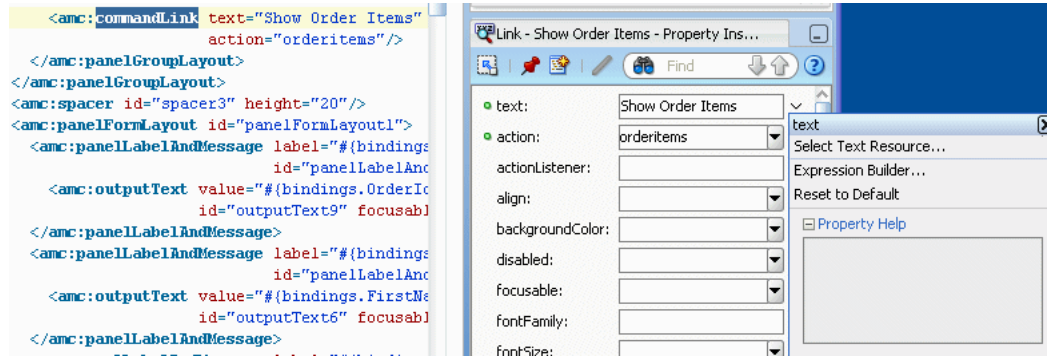 <amc:commandLink text="Show Order Items"
action="orderitems"/>
</amc:panelGroupLayout>
</amc:panelGroupLayout>
<amc:spacer id="spacer3" height="20"/>
<amc:panelFormLayout id="panelFormLayout1">
<amc:panelLabelAndMessage label="#{bindings
id="panelLabelAnd
<amc:outputText value="#{bindings.OrderId
id="outputText9" focusabl
</amc:panelLabelAndMessage>
<amc:panelLabelAndMessage label="#{bindings
id="panelLabelAnd
<amc:outputText value="#{bindings.FirstNa
id="outputText6" focusabl
</amc:panelLabelAndMessage>
Link - Show Order Items - Property Ins...
Find
text: Show Order Items
action: orderitems
actionListener:
align:
backgroundColor:
disabled:
focusable:
fontFamily:
fontSize:
text
Select Text Resource...
Expression Builder...
Reset to Default
Property Help